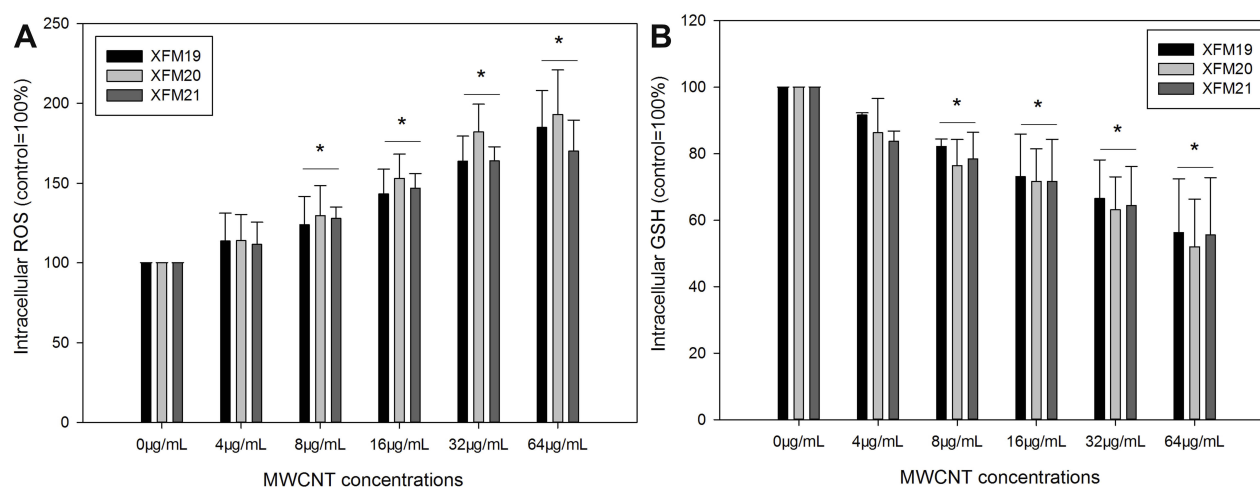 A
Intracellular ROS (control=100%)
250
200
150
100
50
0
XFM19
XFM20
XFM21
*
*
*
*
0µg/mL 4µg/mL 8µg/mL 16µg/mL 32µg/mL 64µg/mL
MWCNT concentrations
B
Intracellular GSH (control=100%)
120
100
80
60
40
20
0
XFM19
XFM20
XFM21
*
*
*
*
0µg/mL 4µg/mL 8µg/mL 16µg/mL 32µg/mL 64µg/mL
MWCNT concentrations